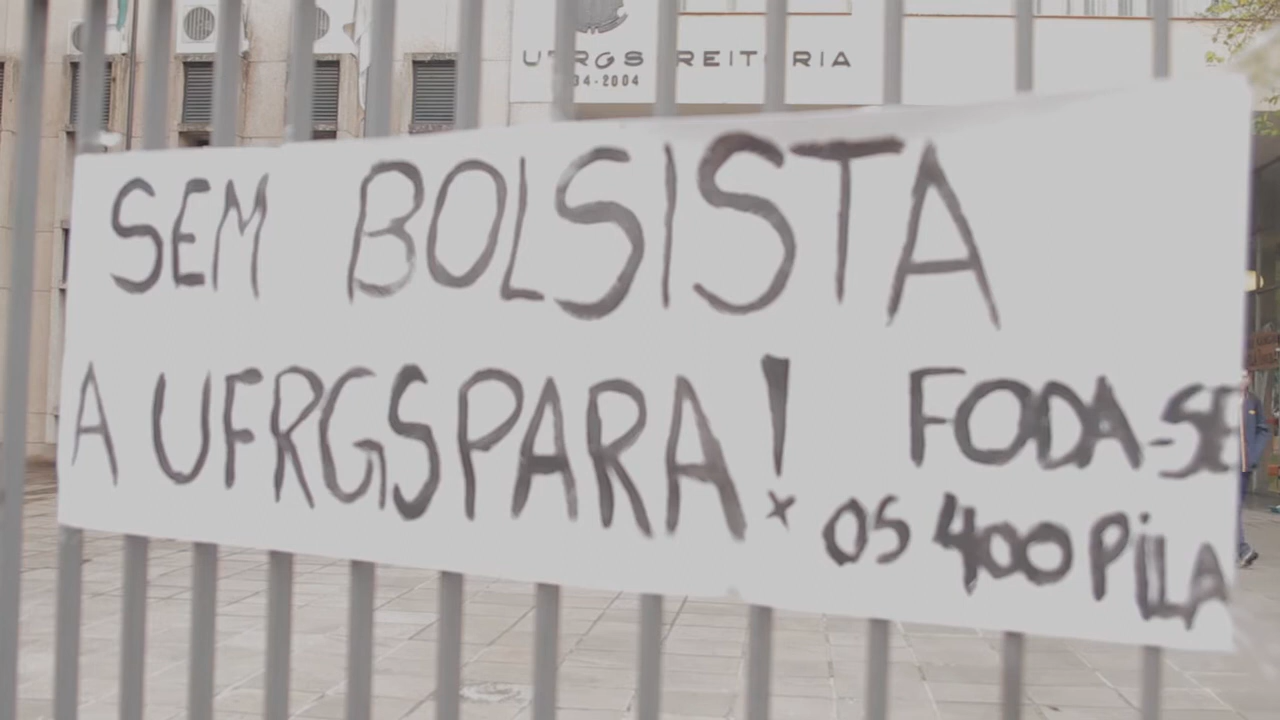 UFRGS REITORIA
34-2004
SEM BOLSISTA
A UFRGS PARA!
FODA-SE
OS 400 PILA